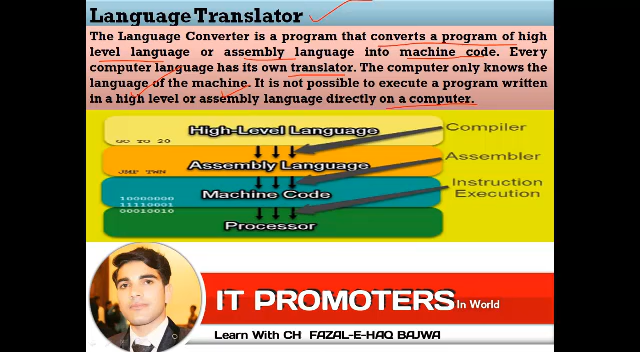 Language Translator
The Language Converter is a program that converts a program of high
level language or assembly language into machine code. Every
computer language has its own translator. The computer only knows the
language of the machine. It is not possible to execute a program written
in a high level or assembly language directly on a computer.
High-Level Language
GO TO 20
Compiler
Assembly Language
JMP TWN
Assembler
Machine Code
10000000
11110001
00010010
Instruction
Execution
Processor
IT PROMOTERS In World
Learn With CH FAZAL-E-HAQ BAJWA